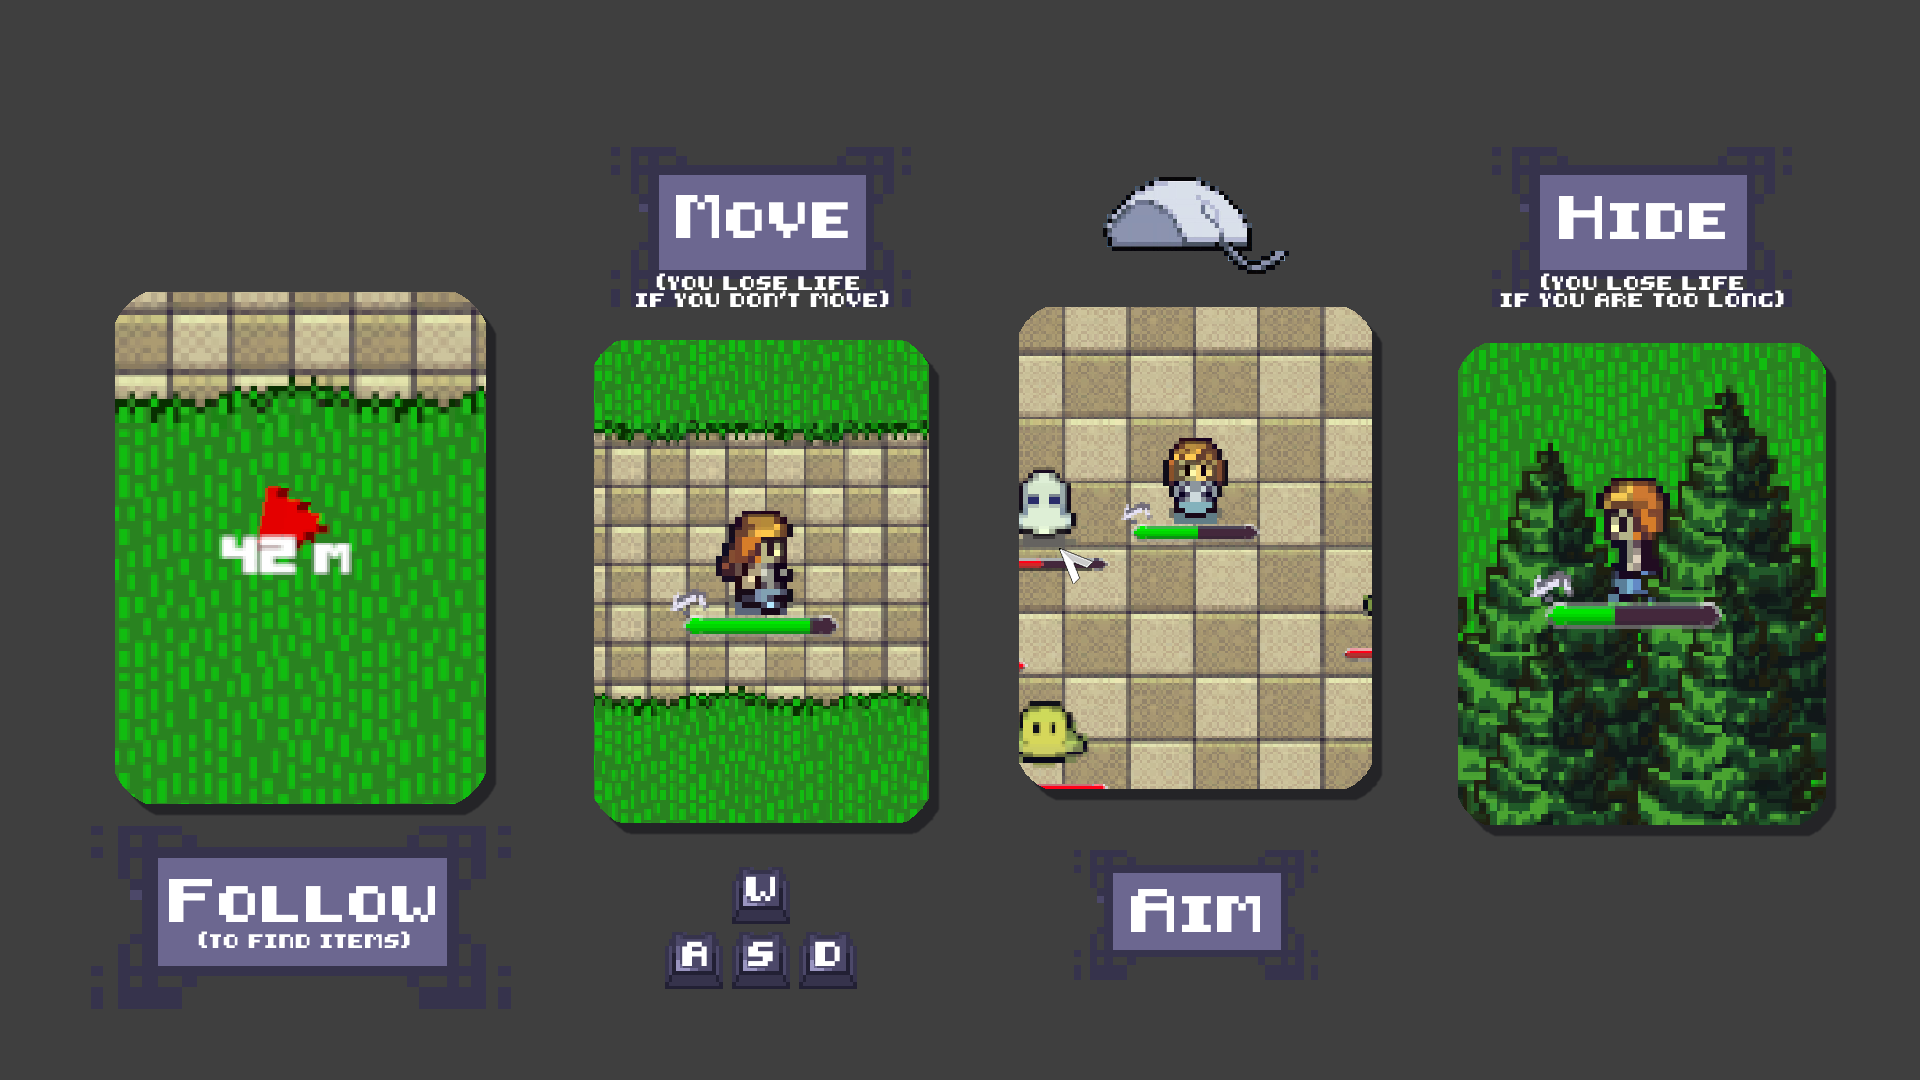 42 M
FOLLOW
(TO FIND ITEMS)
MOVE
(YOU LOSE LIFE
IF YOU DON'T MOVE)
W
A S D
AIM
HIDE
(YOU LOSE LIFE
IF YOU ARE TOO LONG)